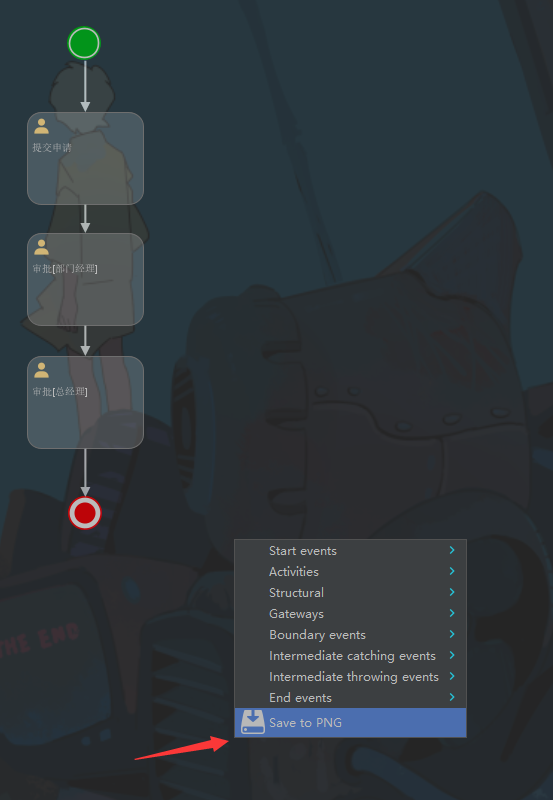 提交申请
审批[部门经理]
审批[总经理]
Start events
Activities
Structural
Gateways
Boundary events
Intermediate catching events
Intermediate throwing events
End events
Save to PNG
THE END